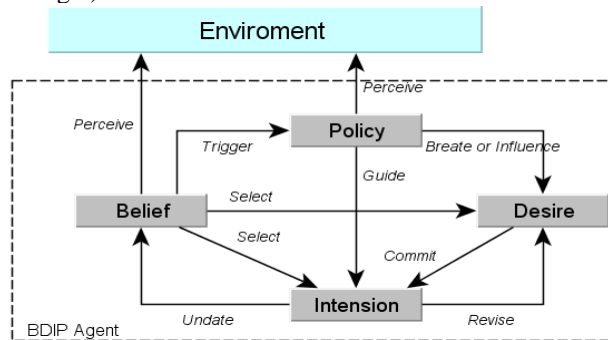 Enviroment
Perceive
Perceive
Policy
Trigger
Breate or Influence
Guide
Belief
Select
Desire
Select
Commit
Intension
Undate
Revise
BDIP Agent